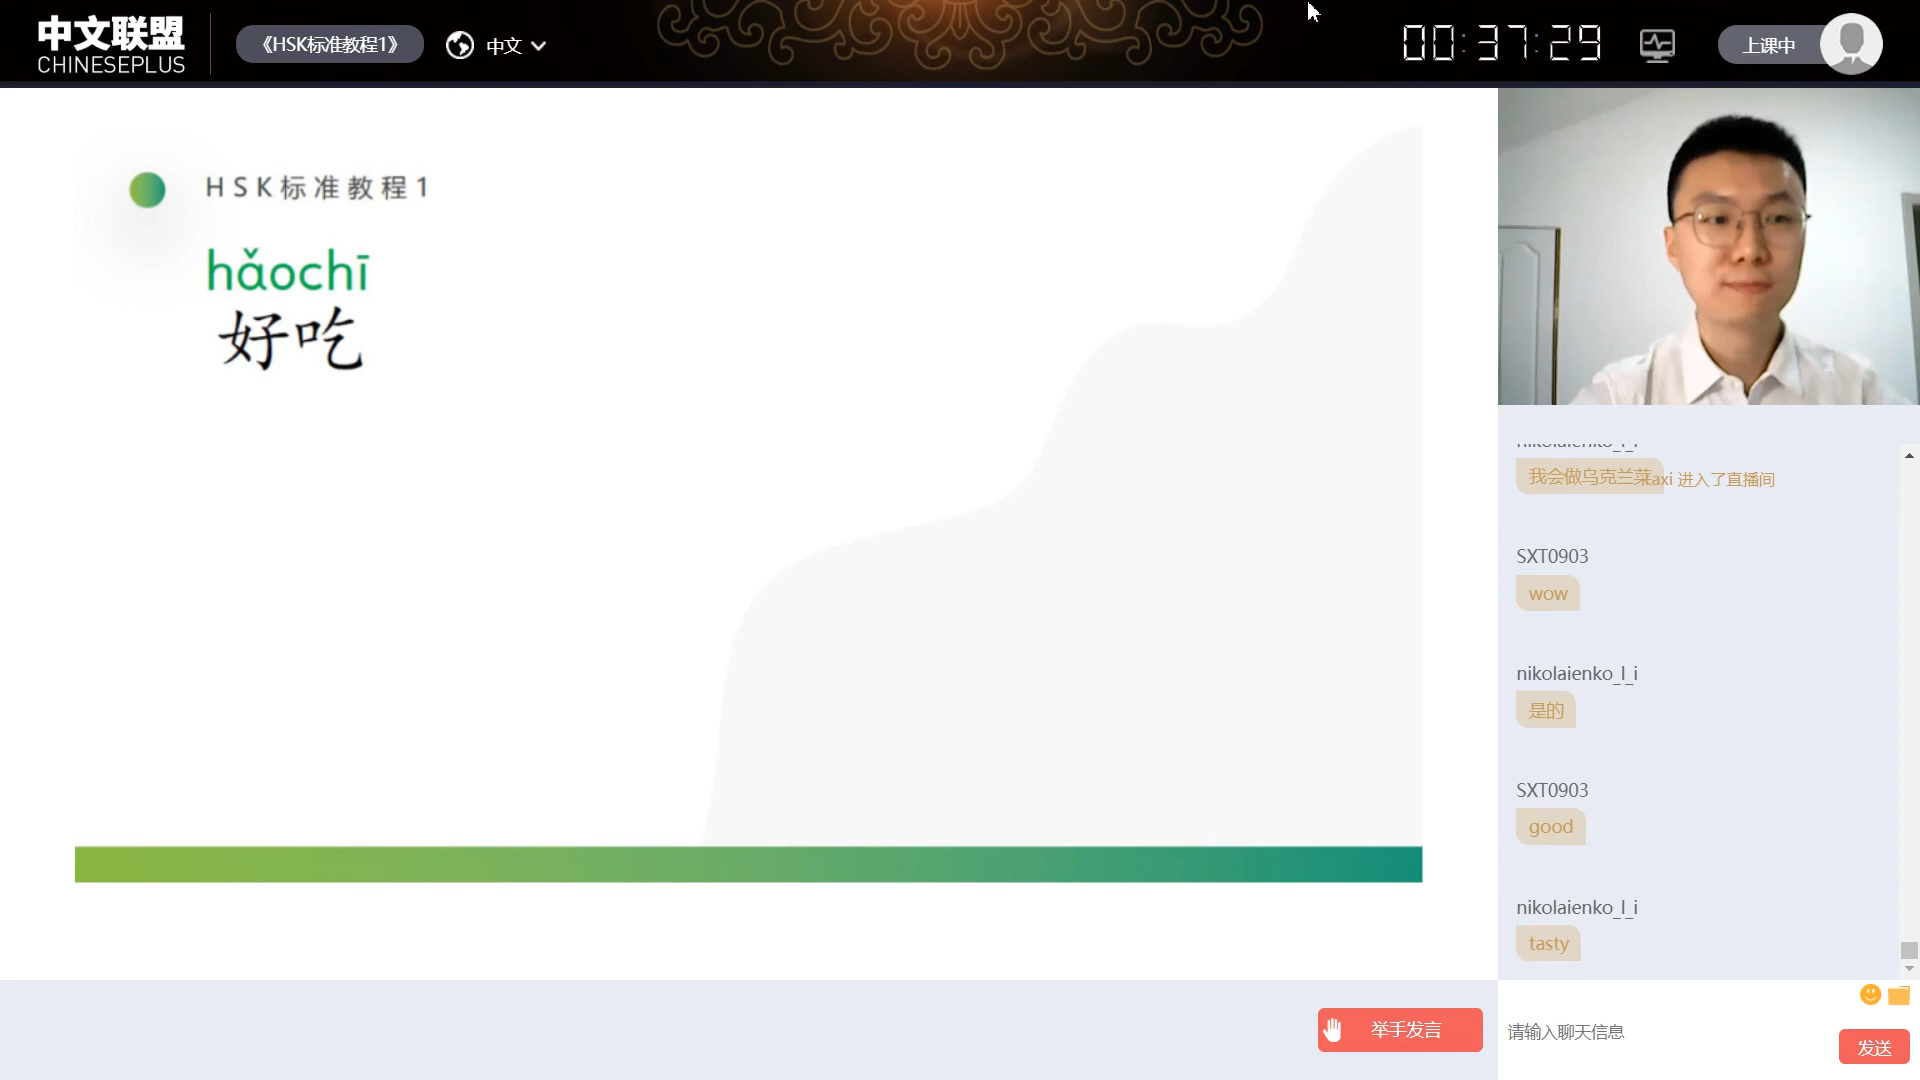 中文联盟
CHINESEPLUS
《HSK标准教程1》
中文
00:37:29
上课中
HSK标准教程1
hǎochī
好吃
nikolaienko_l_i
我会做乌克兰菜
taxi 进入了直播间
SXT0903
wow
nikolaienko_l_i
是的
SXT0903
good
nikolaienko_l_i
tasty
举手发言
请输入聊天信息
发送